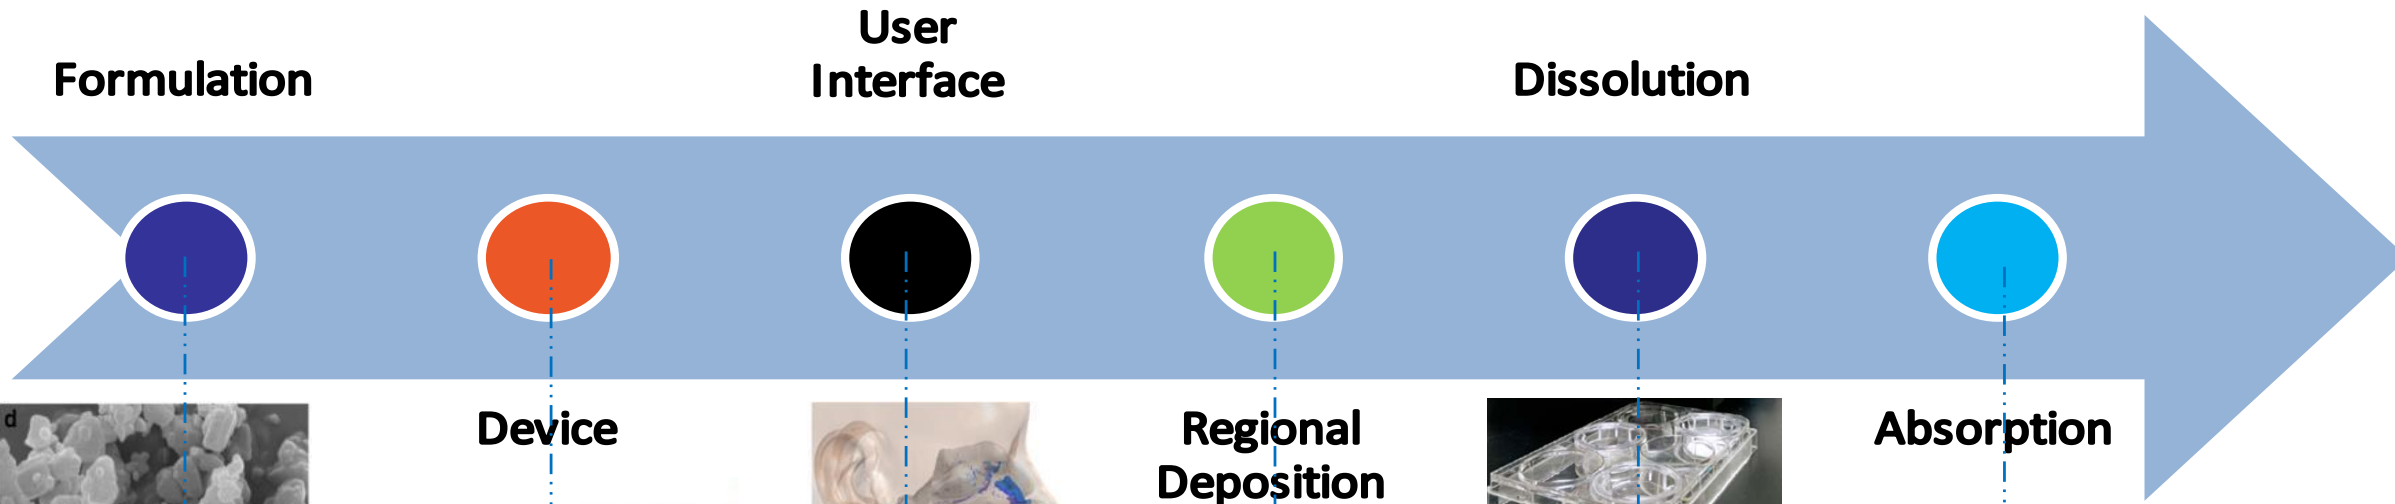 Formulation
User
Interface
Dissolution
d
Device
Regional
Deposition
Absorption